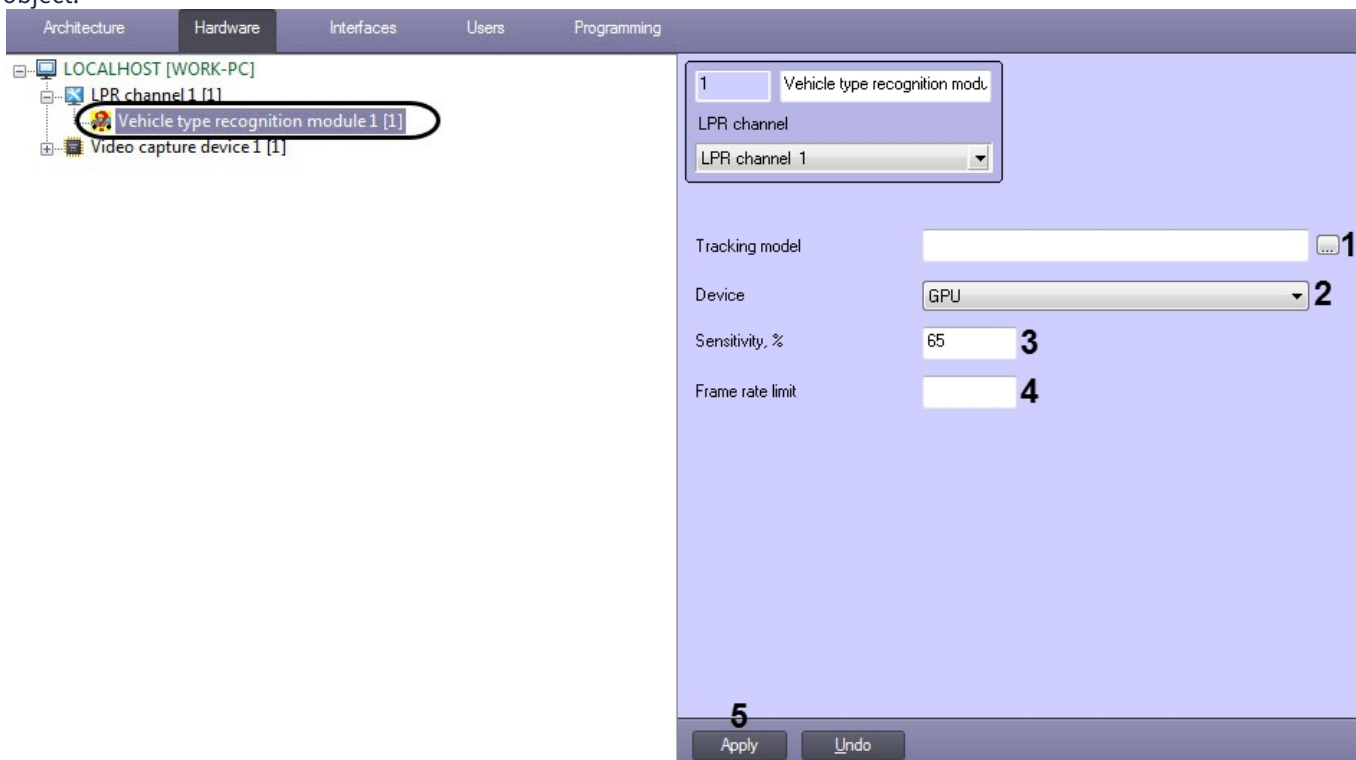 object.
Architecture Hardware Interfaces Users Programming
LOCALHOST [WORK-PC]
LPR channel 1 [1]
Vehicle type recognition module 1 [1]
Video capture device 1 [1]
1 Vehicle type recognition modu
LPR channel
LPR channel 1
Tracking model ... 1
Device GPU 2
Sensitivity, % 65 3
Frame rate limit 4
5
Apply Undo